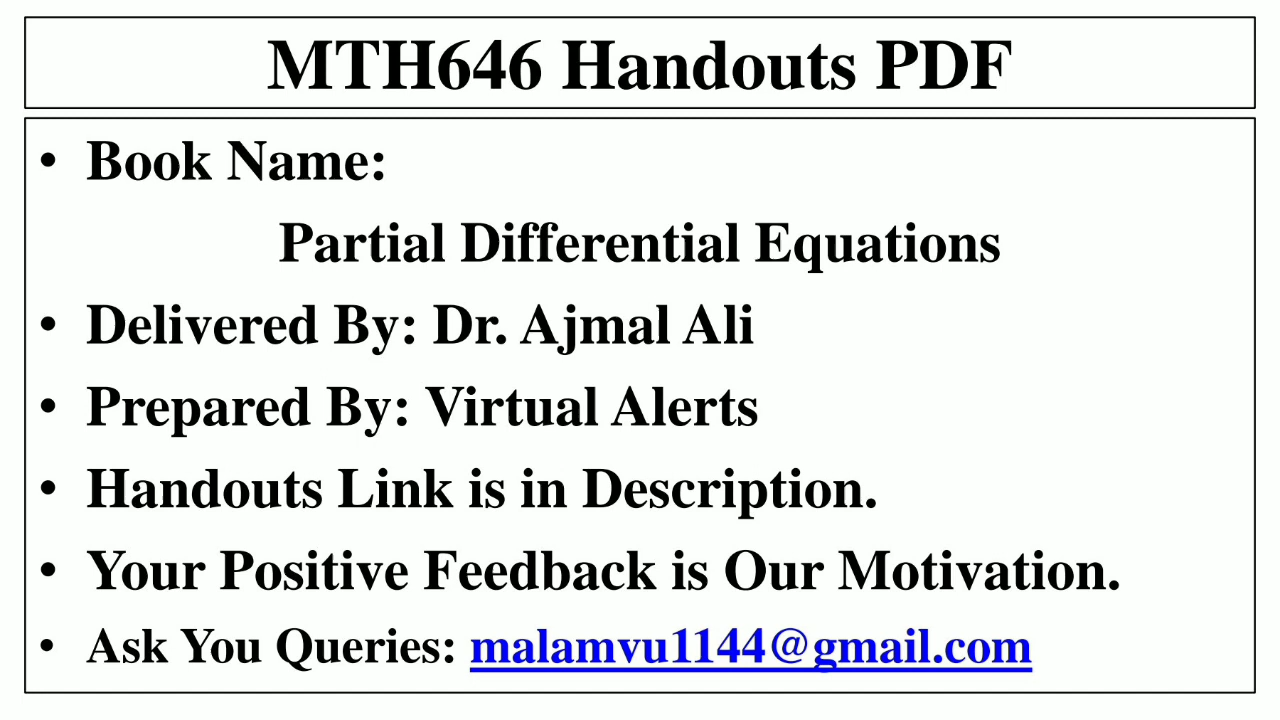 MTH646 Handouts PDF
• Book Name:
Partial Differential Equations
• Delivered By: Dr. Ajmal Ali
• Prepared By: Virtual Alerts
• Handouts Link is in Description.
• Your Positive Feedback is Our Motivation.
• Ask You Queries: malamvu1144@gmail.com